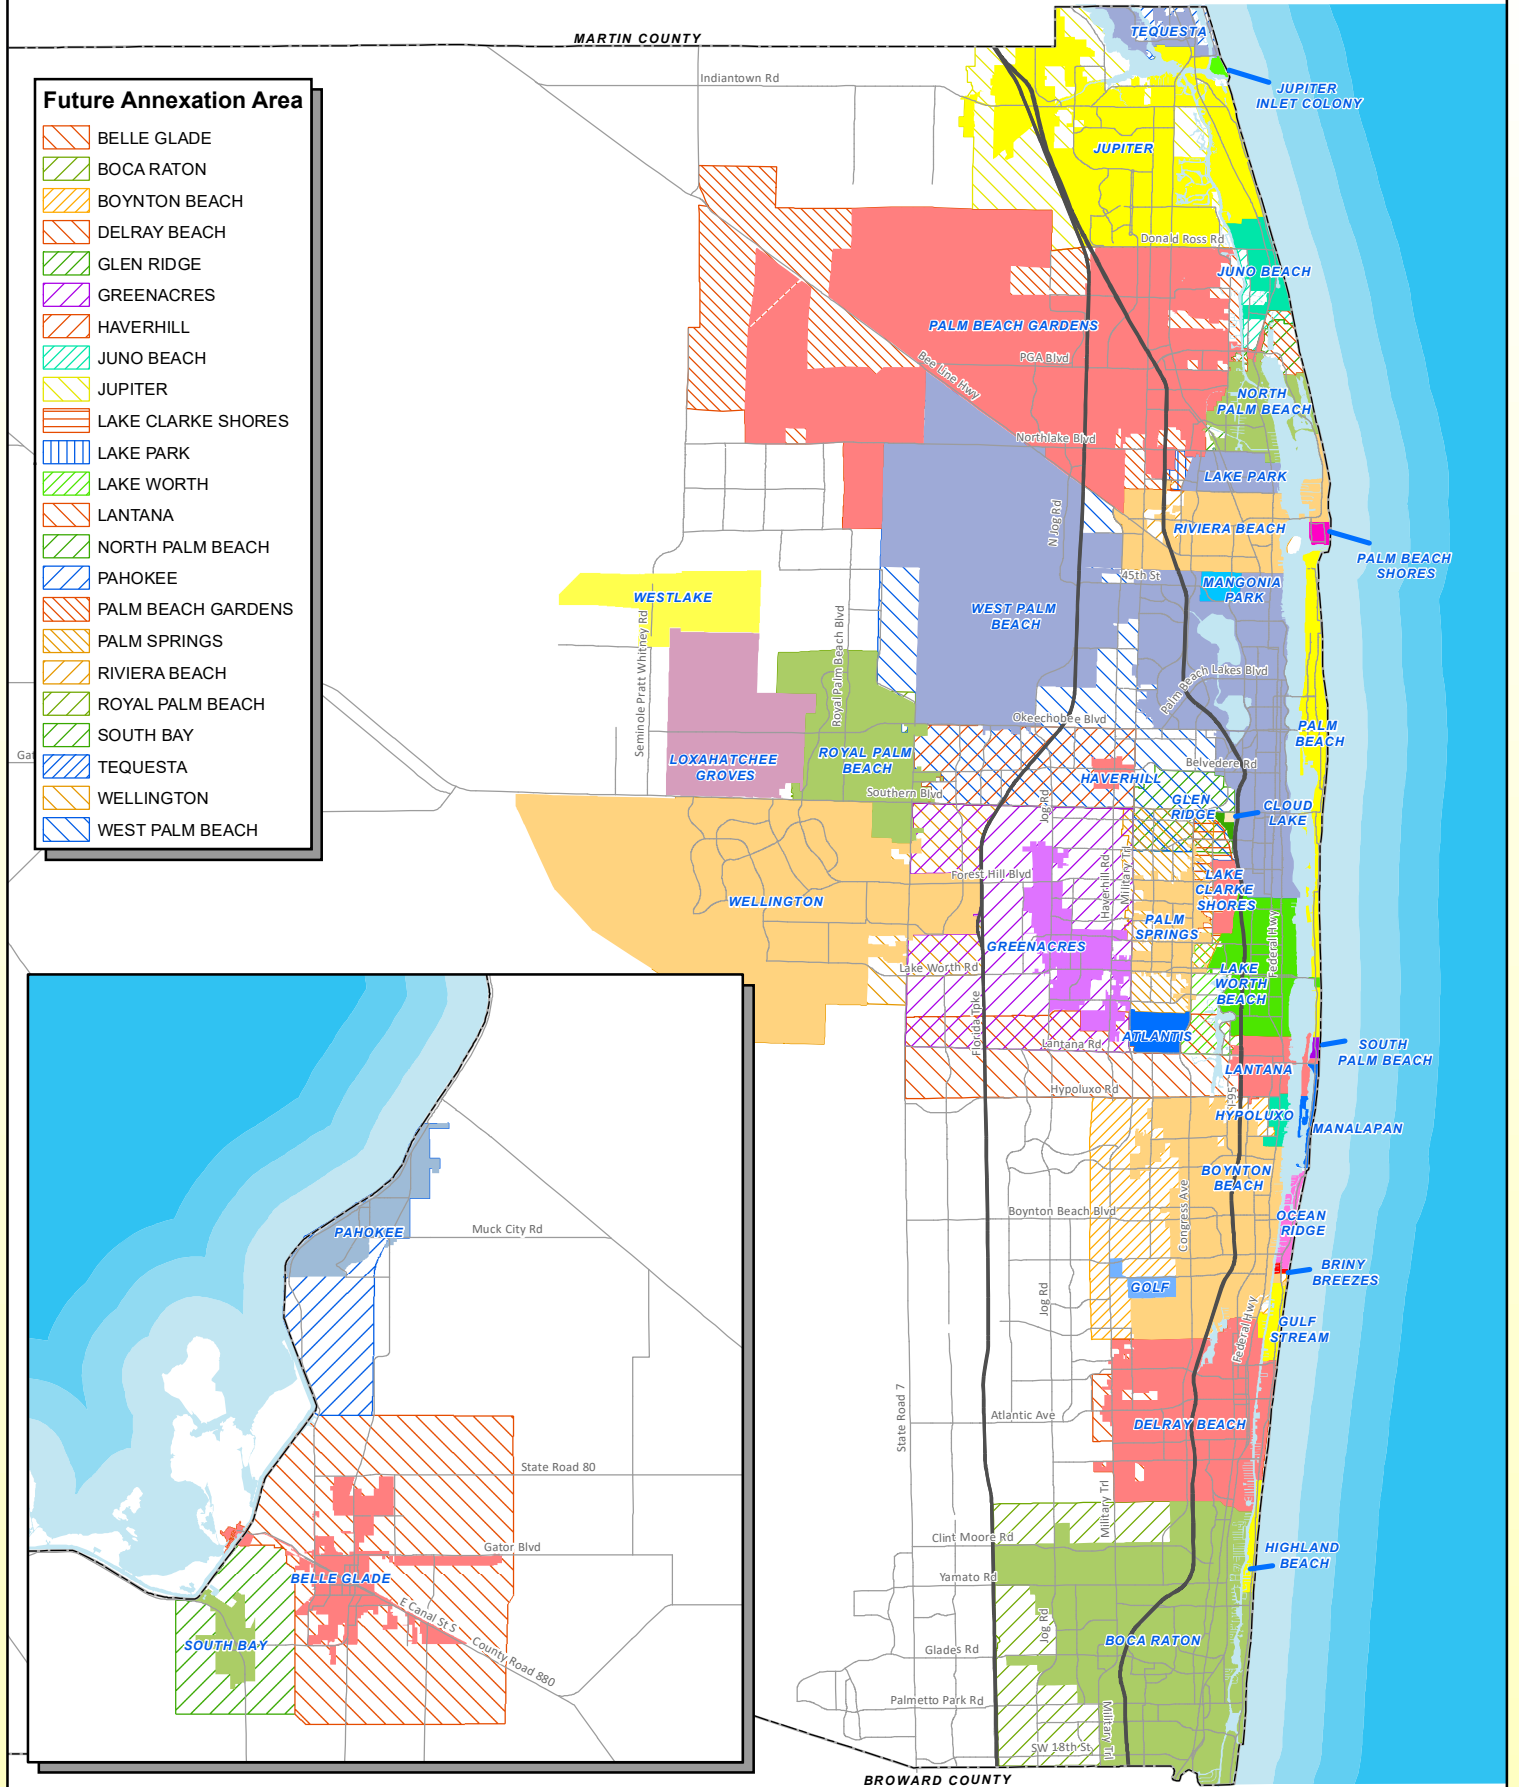 MARTIN COUNTY
TEQUESTA
Indiantown Rd
JUPITER
INLET COLONY
Future Annexation Area
BELLE GLADE
BOCA RATON
BOYNTON BEACH
DELRAY BEACH
GLEN RIDGE
GREENACRES
HAVERHILL
JUNO BEACH
JUPITER
LAKE CLARKE SHORES
LAKE PARK
LAKE WORTH
LANTANA
NORTH PALM BEACH
PAHOKEE
PALM BEACH GARDENS
PALM SPRINGS
RIVIERA BEACH
ROYAL PALM BEACH
SOUTH BAY
TEQUESTA
WELLINGTON
WEST PALM BEACH
JUPITER
Donald Ross Rd
JUNO BEACH
PALM BEACH GARDENS
PGA Blvd
Bee Line Hwy
NORTH
PALM BEACH
Northlake Blvd
LAKE PARK
N Jog Rd
RIVIERA BEACH
PALM BEACH
SHORES
45th St
MANGONIA
PARK
WESTLAKE
WEST PALM
BEACH
Seminole Pratt Whitney Rd
Royal Palm Beach Blvd
Palm Beach Lakes Blvd
Okeechobee Blvd
PALM
BEACH
Gat
LOXAHATCHEE
GROVES
ROYAL PALM
BEACH
Belvedere Rd
HAVERHILL
Southern Blvd
Jog Rd
GLEN
RIDGE
CLOUD
LAKE
Forest Hill Blvd
Haverhill Rd
Military Trl
LAKE
CLARKE
SHORES
WELLINGTON
PALM
SPRINGS
Federal Hwy
GREENACRES
Lake Worth Rd
LAKE
WORTH
BEACH
Florida Tpke
ATLANTIS
Lantana Rd
SOUTH
PALM BEACH
LANTANA
Hypoluxo Rd
I-95
HYPOLUXO
MANALAPAN
BOYNTON
BEACH
Congress Ave
Boynton Beach Blvd
OCEAN
RIDGE
BRINY
BREEZES
GOLF
Jog Rd
GULF
STREAM
Federal Hwy
State Road 7
Atlantic Ave
DELRAY BEACH
Military Trl
Clint Moore Rd
HIGHLAND
BEACH
Yamato Rd
Jog Rd
BOCA RATON
Glades Rd
Palmetto Park Rd
Military Trl
SW 18th St
BROWARD COUNTY
PAHOKEE
Muck City Rd
State Road 80
Gator Blvd
BELLE GLADE
E Canal St S
SOUTH BAY
County Road 880